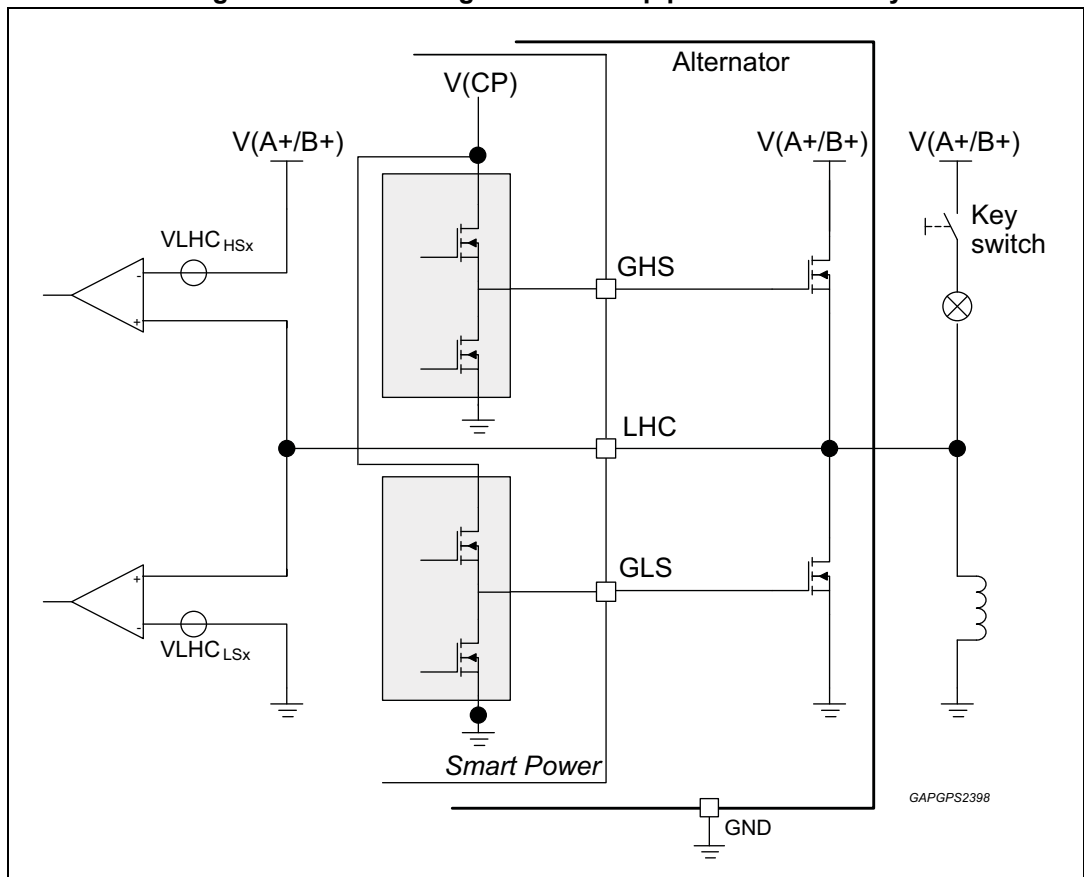 Alternator
V(CP)
V(A+/B+)
V(A+/B+)
V(A+/B+)
VLHC HSx
Key
switch
-
+
GHS
LHC
GLS
+
-
VLHC LSx
Smart Power
GAPGPS2398
GND